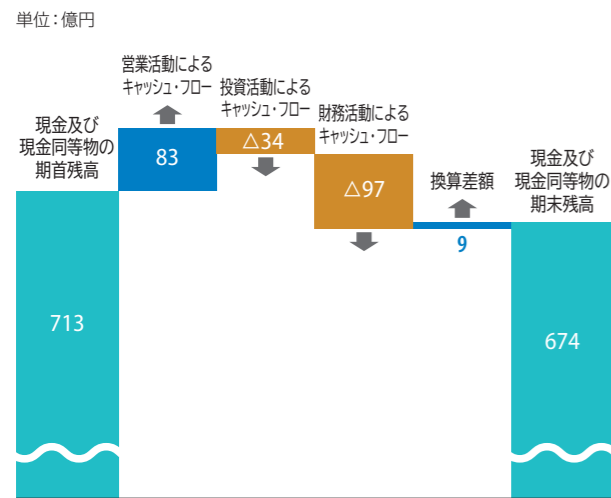 単位：億円
営業活動による
キャッシュ・フロー
投資活動による
キャッシュ・フロー
財務活動による
キャッシュ・フロー
現金及び
現金同等物の
期首残高
83
△34
△97
換算差額
9
現金及び
現金同等物の
期末残高
713
674